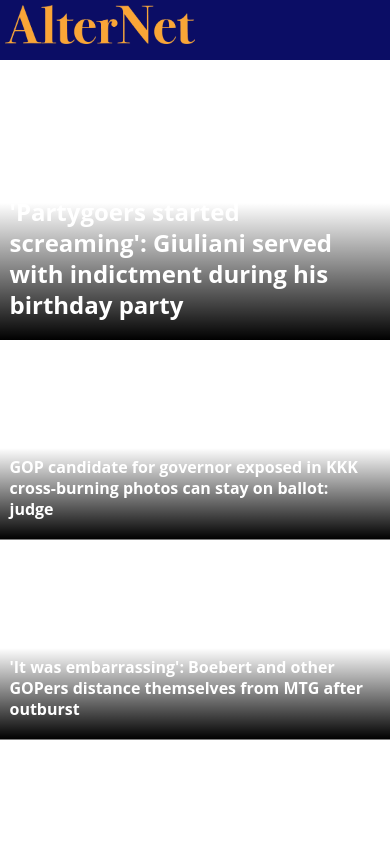 AlterNet
'Partygoers started
screaming': Giuliani served
with indictment during his
birthday party
GOP candidate for governor exposed in KKK
cross-burning photos can stay on ballot:
judge
'It was embarrassing': Boebert and other
GOPers distance themselves from MTG after
outburst